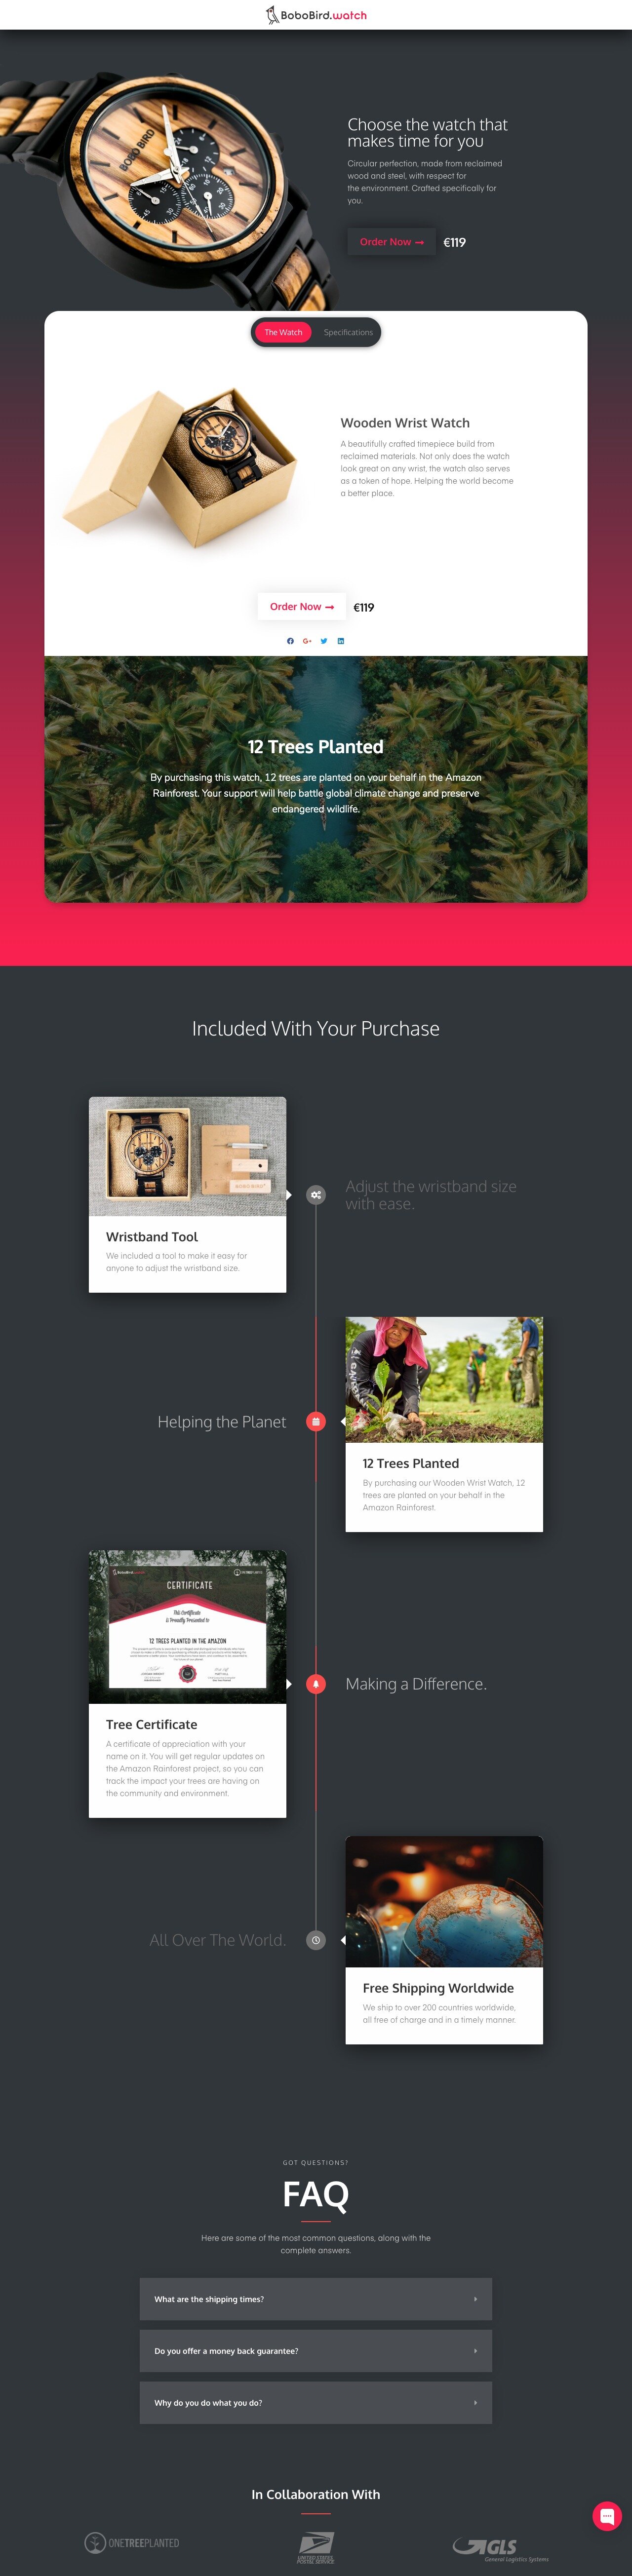 BoboBird.watch
BOBO BIRD
Choose the watch that
makes time for you
Circular perfection, made from reclaimed
wood and steel, with respect for
the environment. Crafted specifically for
you.
Order Now
€119
The Watch
Specifications
Wooden Wrist Watch
A beautifully crafted timepiece build from
reclaimed materials. Not only does the watch
look great on any wrist, the watch also serves
as a token of hope. Helping the world become
a better place.
Order Now
€119
12 Trees Planted
By purchasing this watch, 12 trees are planted on your behalf in the Amazon
Rainforest. Your support will help battle global climate change and preserve
endangered wildlife.
Included With Your Purchase
Wristband Tool
We included a tool to make it easy for
anyone to adjust the wristband size.
Adjust the wristband size
with ease.
Helping the Planet
12 Trees Planted
By purchasing our Wooden Wrist Watch, 12
trees are planted on your behalf in the
Amazon Rainforest.
CERTIFICATE
This Certificate
is Proudly Presented to
12 TREES PLANTED IN THE AMAZON
Tree Certificate
A certificate of appreciation with your
name on it. You will get regular updates on
the Amazon Rainforest project, so you can
track the impact your trees are having on
the community and environment.
Making a Difference.
All Over The World.
Free Shipping Worldwide
We ship to over 200 countries worldwide,
all free of charge and in a timely manner.
GOT QUESTIONS?
FAQ
Here are some of the most common questions, along with the
complete answers.
What are the shipping times?
Do you offer a money back guarantee?
Why do you do what you do?
In Collaboration With
ONETREEPLANTED
UNITED STATES
POSTAL SERVICE
GLS
General Logistics Systems